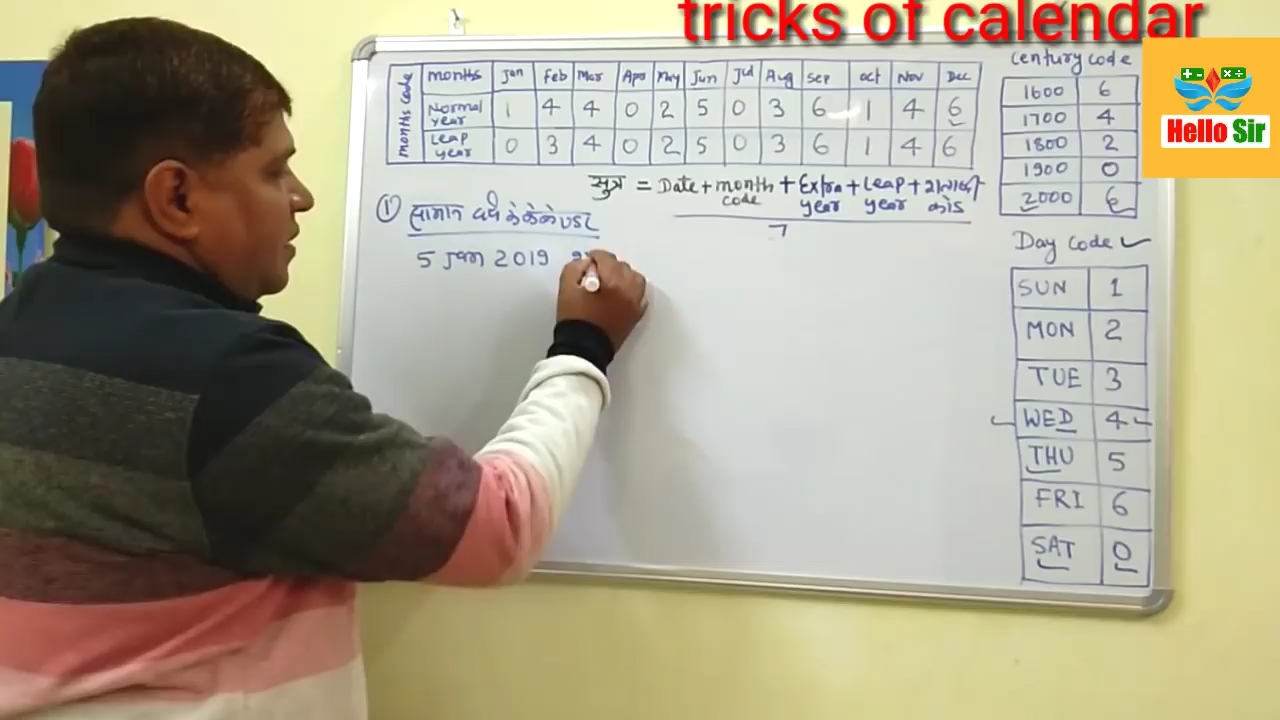 tricks of calendar
months code
months Jan Feb Mar Apr May Jun Jul Aug Sep oct Nov Dec
Normal year 1 4 4 0 2 5 0 3 6 1 4 6
Leap year 0 3 4 0 2 5 0 3 6 1 4 6
सुत्र = Date + month code + Extra year + Leap + year + शताब्दी कोड
7
① सामान वर्ष के
5 जन 2019
Century code
1600 6
1700 4
1800 2
1900 0
2000 6
Hello Sir
Day code
SUN 1
MON 2
TUE 3
WED 4
THU 5
FRI 6
SAT 0